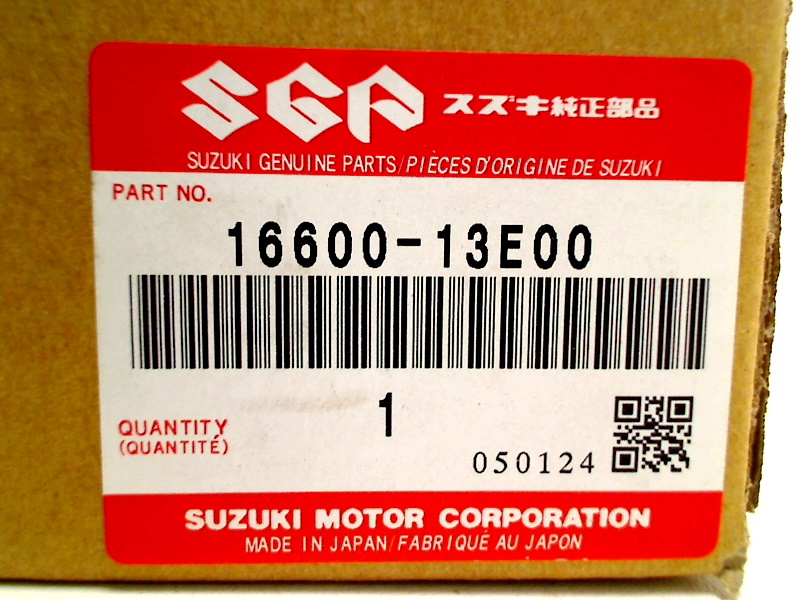 SGP スズキ純正部品
SUZUKI GENUINE PARTS/PIÈCES D'ORIGINE DE SUZUKI
PART NO.
16600-13E00
1
QUANTITY
(QUANTITÉ)
050124
SUZUKI MOTOR CORPORATION
MADE IN JAPAN/FABRIQUÉ AU JAPON